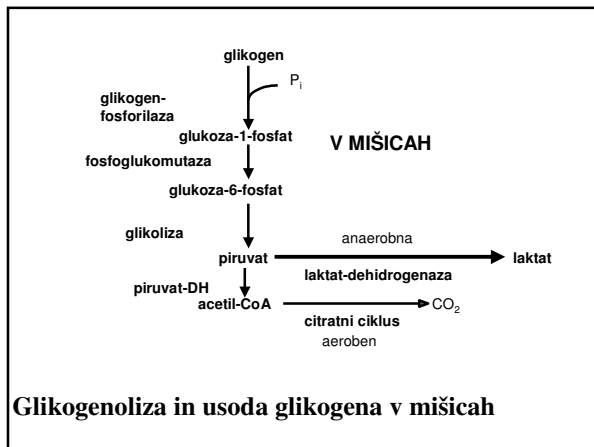 glikogen
P i
glikogen-
fosforilaza
glukoza-1-fosfat
V MIŠICAH
fosfoglukomutaza
glukoza-6-fosfat
glikoliza
anaerobna
piruvat
laktat
laktat-dehidrogenaza
piruvat-DH
acetil-CoA
CO2
citratni ciklus
aeroben
Glikogenoliza in usoda glikogena v mišicah